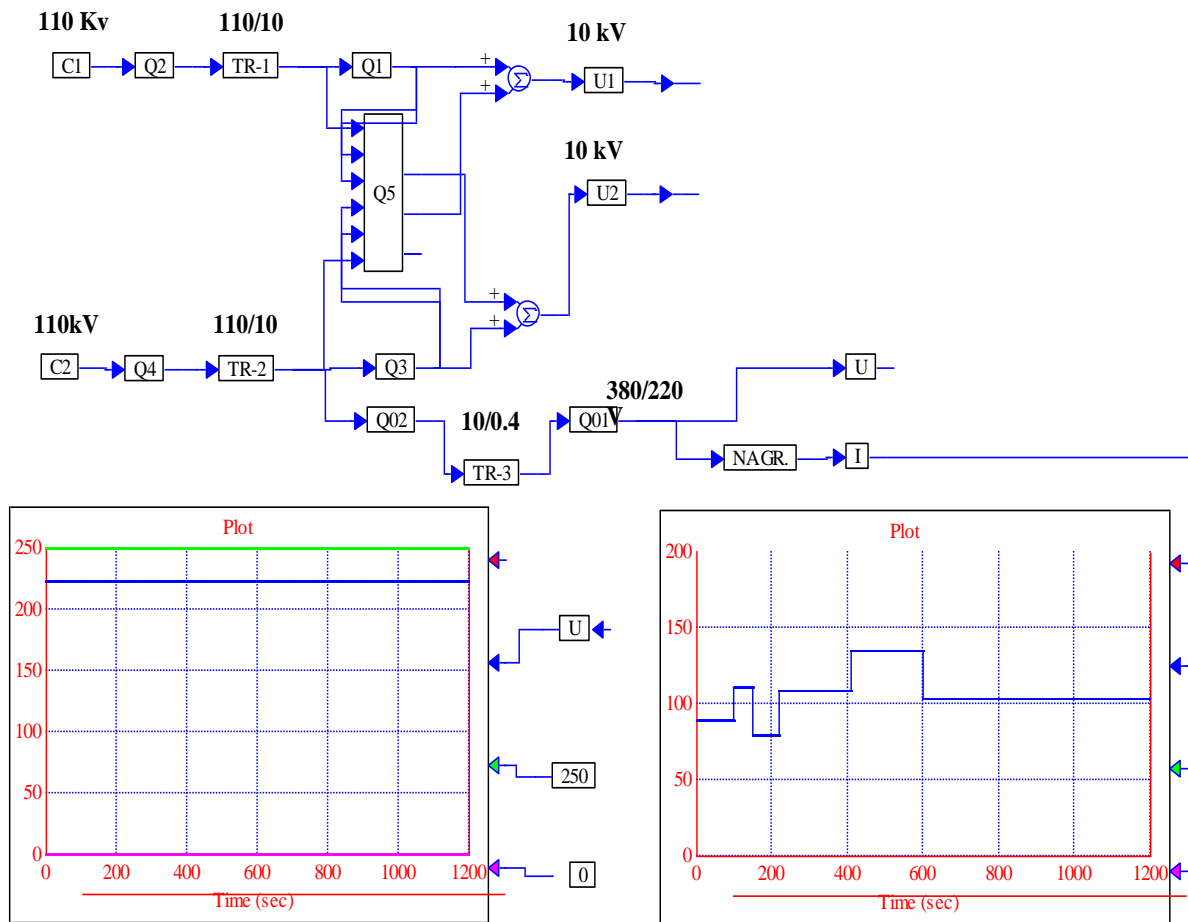 110 Kv
110/10
10 kV
C1
Q2
TR-1
Q1
+
+
Σ
U1
10 kV
Q5
U2
+
+
Σ
110kV
110/10
C2
Q4
TR-2
Q3
U
380/220
V
Q02
10/0.4
Q01
TR-3
NAGR.
I
Plot
250
200
150
100
50
0
0 200 400 600 800 1000 1200
Time (sec)
U
250
0
Plot
200
150
100
50
0
0 200 400 600 800 1000 1200
Time (sec)